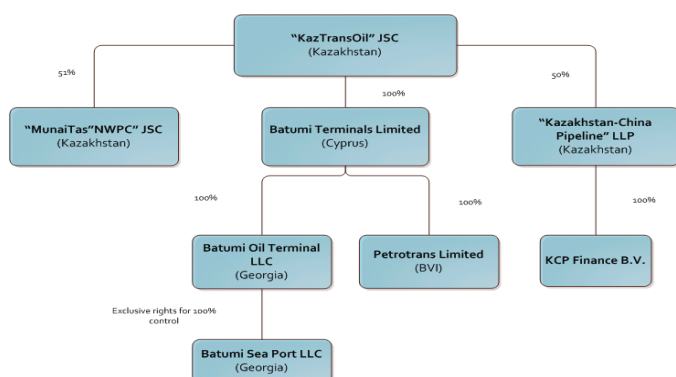 "KazTransOil" JSC
(Kazakhstan)
51%
100%
50%
"MunaiTas"NWPC" JSC
(Kazakhstan)
Batumi Terminals Limited
(Cyprus)
"Kazakhstan-China
Pipeline" LLP
(Kazakhstan)
100%
100%
100%
Batumi Oil Terminal
LLC
(Georgia)
Petrotrans Limited
(BVI)
KCP Finance B.V.
Exclusive rights for 100%
control
Batumi Sea Port LLC
(Georgia)